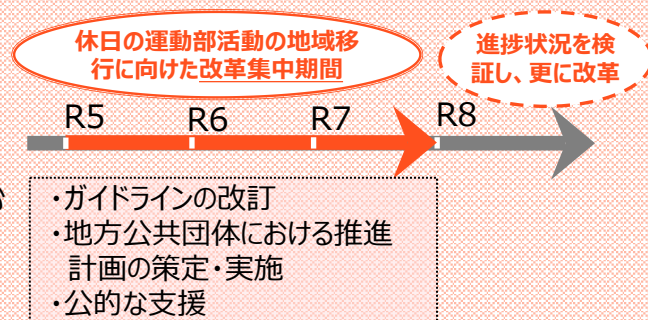 休日の運動部活動の地域移
行に向けた改革集中期間
進捗状況を検
証し、更に改革
R5 R6 R7 R8
・ガイドラインの改訂
・地方公共団体における推進
計画の策定・実施
・公的な支援